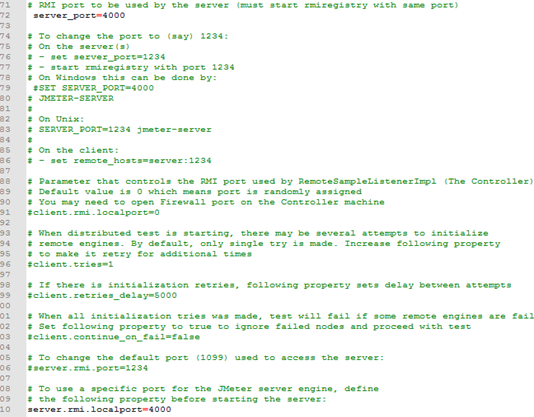 71 # RMI port to be used by the server (must start rmiregistry with same port)
72 server_port=4000
73
74 # To change the port to (say) 1234:
75 # On the server(s)
76 # - set server_port=1234
77 # - start rmiregistry with port 1234
78 # On Windows this can be done by:
79 #SET SERVER_PORT=4000
80 # JMETER-SERVER
81 #
82 # On Unix:
83 # SERVER_PORT=1234 jmeter-server
84 #
85 # On the client:
86 # - set remote_hosts=server:1234
87
88 # Parameter that controls the RMI port used by RemoteSampleListenerImpl (The Controller)
89 # Default value is 0 which means port is randomly assigned
90 # You may need to open Firewall port on the Controller machine
91 #client.rmi.localport=0
92
93 # When distributed test is starting, there may be several attempts to initialize
94 # remote engines. By default, only single try is made. Increase following property
95 # to make it retry for additional times
96 #client.tries=1
97
98 # If there is initialization retries, following property sets delay between attempts
99 #client.retries_delay=5000
00
01 # When all initialization tries was made, test will fail if some remote engines are fail
02 # Set following property to true to ignore failed nodes and proceed with test
03 #client.continue_on_fail=false
04
05 # To change the default port (1099) used to access the server:
06 #server.rmi.port=1234
07
08 # To use a specific port for the JMeter server engine, define
09 # the following property before starting the server:
10 server.rmi.localport=4000